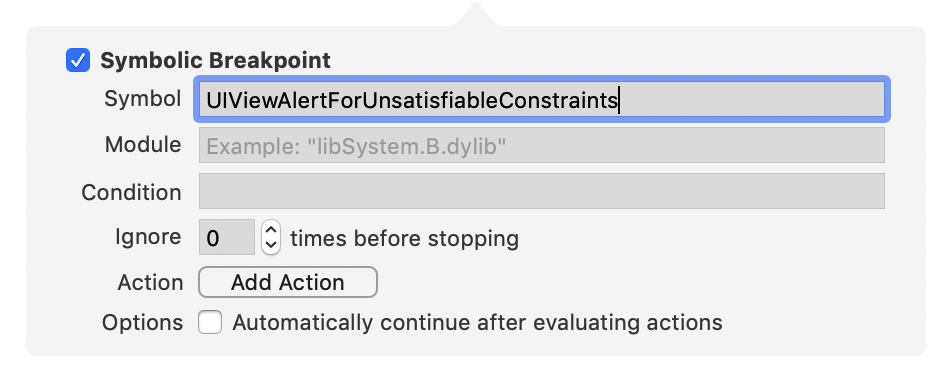 Symbolic Breakpoint
Symbol UIViewAlertForUnsatisfiableConstraints
Module Example: "libSystem.B.dylib"
Condition
Ignore 0 times before stopping
Action Add Action
Options Automatically continue after evaluating actions